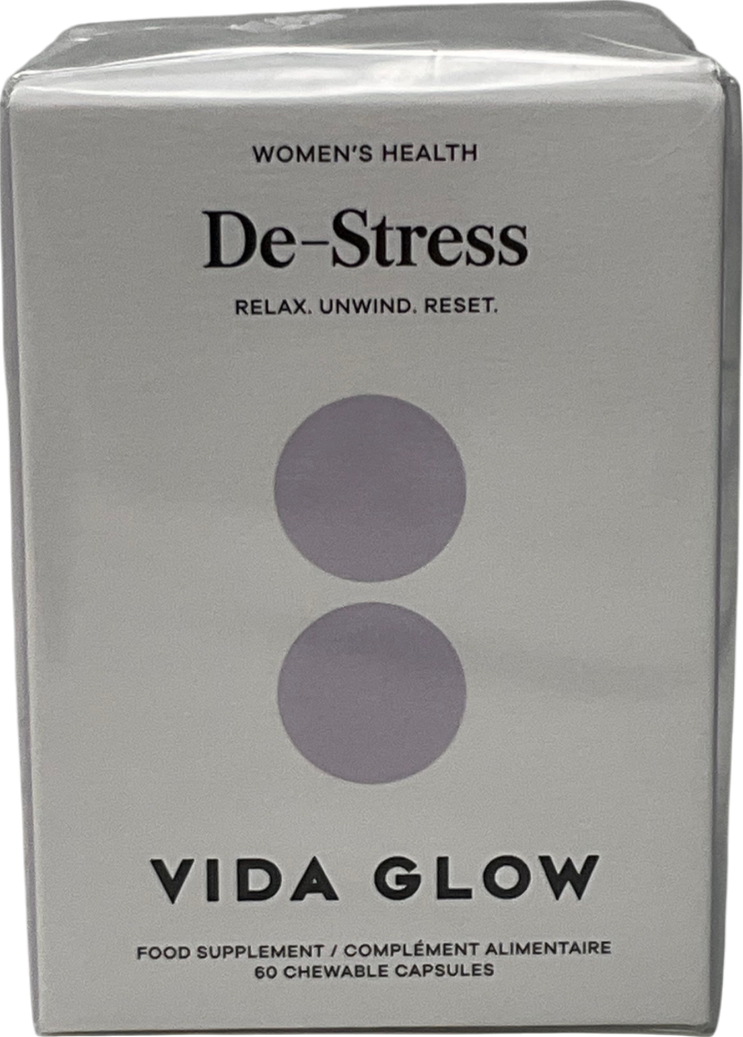 WOMEN'S HEALTH
De-Stress
RELAX. UNWIND. RESET.
VIDA GLOW
FOOD SUPPLEMENT / COMPLÉMENT ALIMENTAIRE
60 CHEWABLE CAPSULES